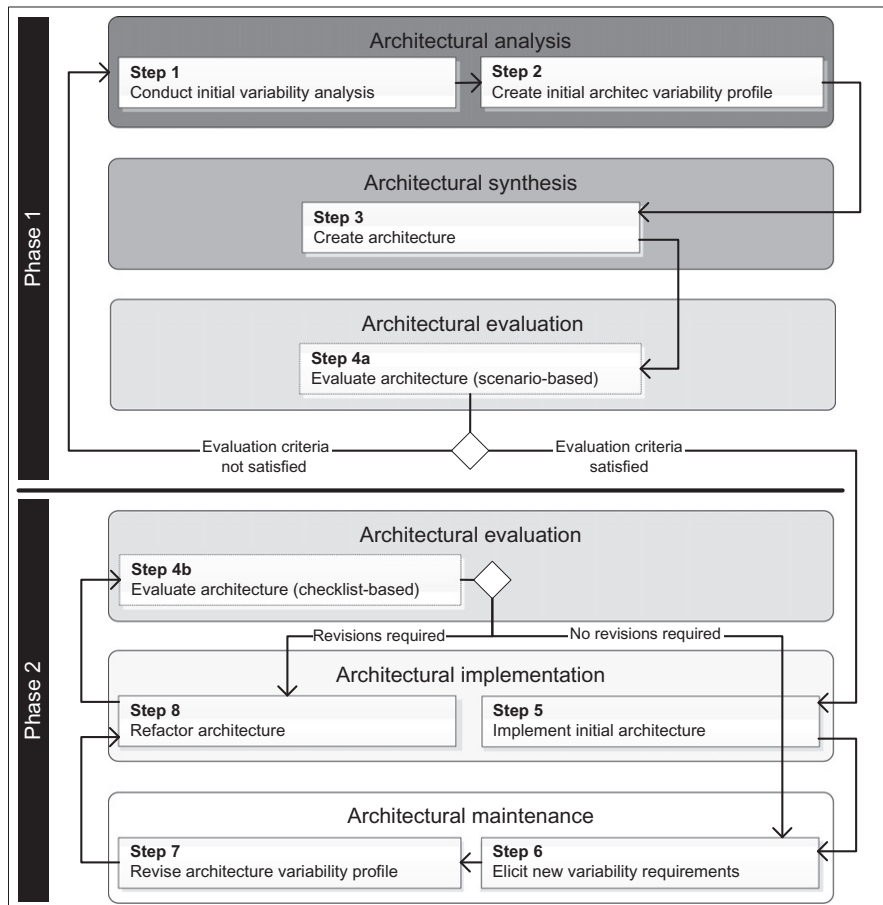 Phase 1
Architectural analysis
Step 1
Conduct initial variability analysis
Step 2
Create initial architec variability profile
Architectural synthesis
Step 3
Create architecture
Architectural evaluation
Step 4a
Evaluate architecture (scenario-based)
Evaluation criteria
not satisfied
Evaluation criteria
satisfied
Phase 2
Architectural evaluation
Step 4b
Evaluate architecture (checklist-based)
Revisions required
No revisions required
Architectural implementation
Step 8
Refactor architecture
Step 5
Implement initial architecture
Architectural maintenance
Step 7
Revise architecture variability profile
Step 6
Elicit new variability requirements